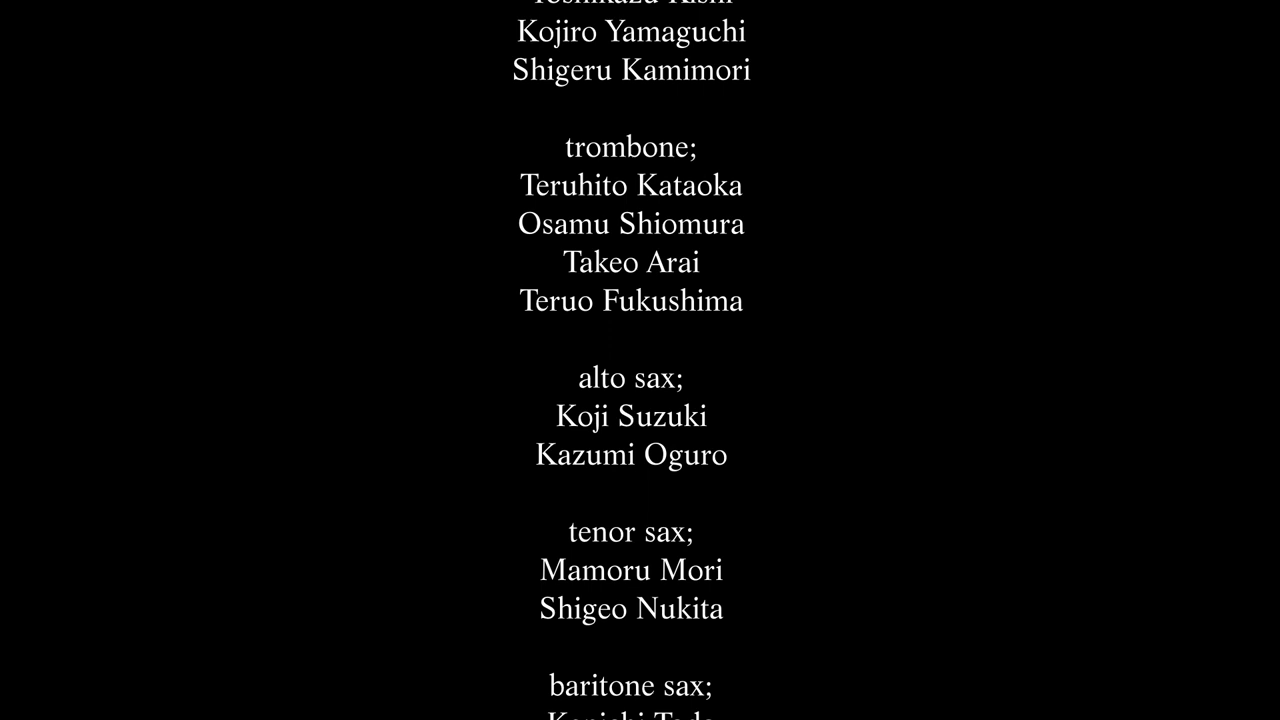 Kojiro Yamaguchi
Shigeru Kamimori
trombone;
Teruhito Kataoka
Osamu Shiomura
Takeo Arai
Teruo Fukushima
alto sax;
Koji Suzuki
Kazumi Oguro
tenor sax;
Mamoru Mori
Shigeo Nukita
baritone sax;